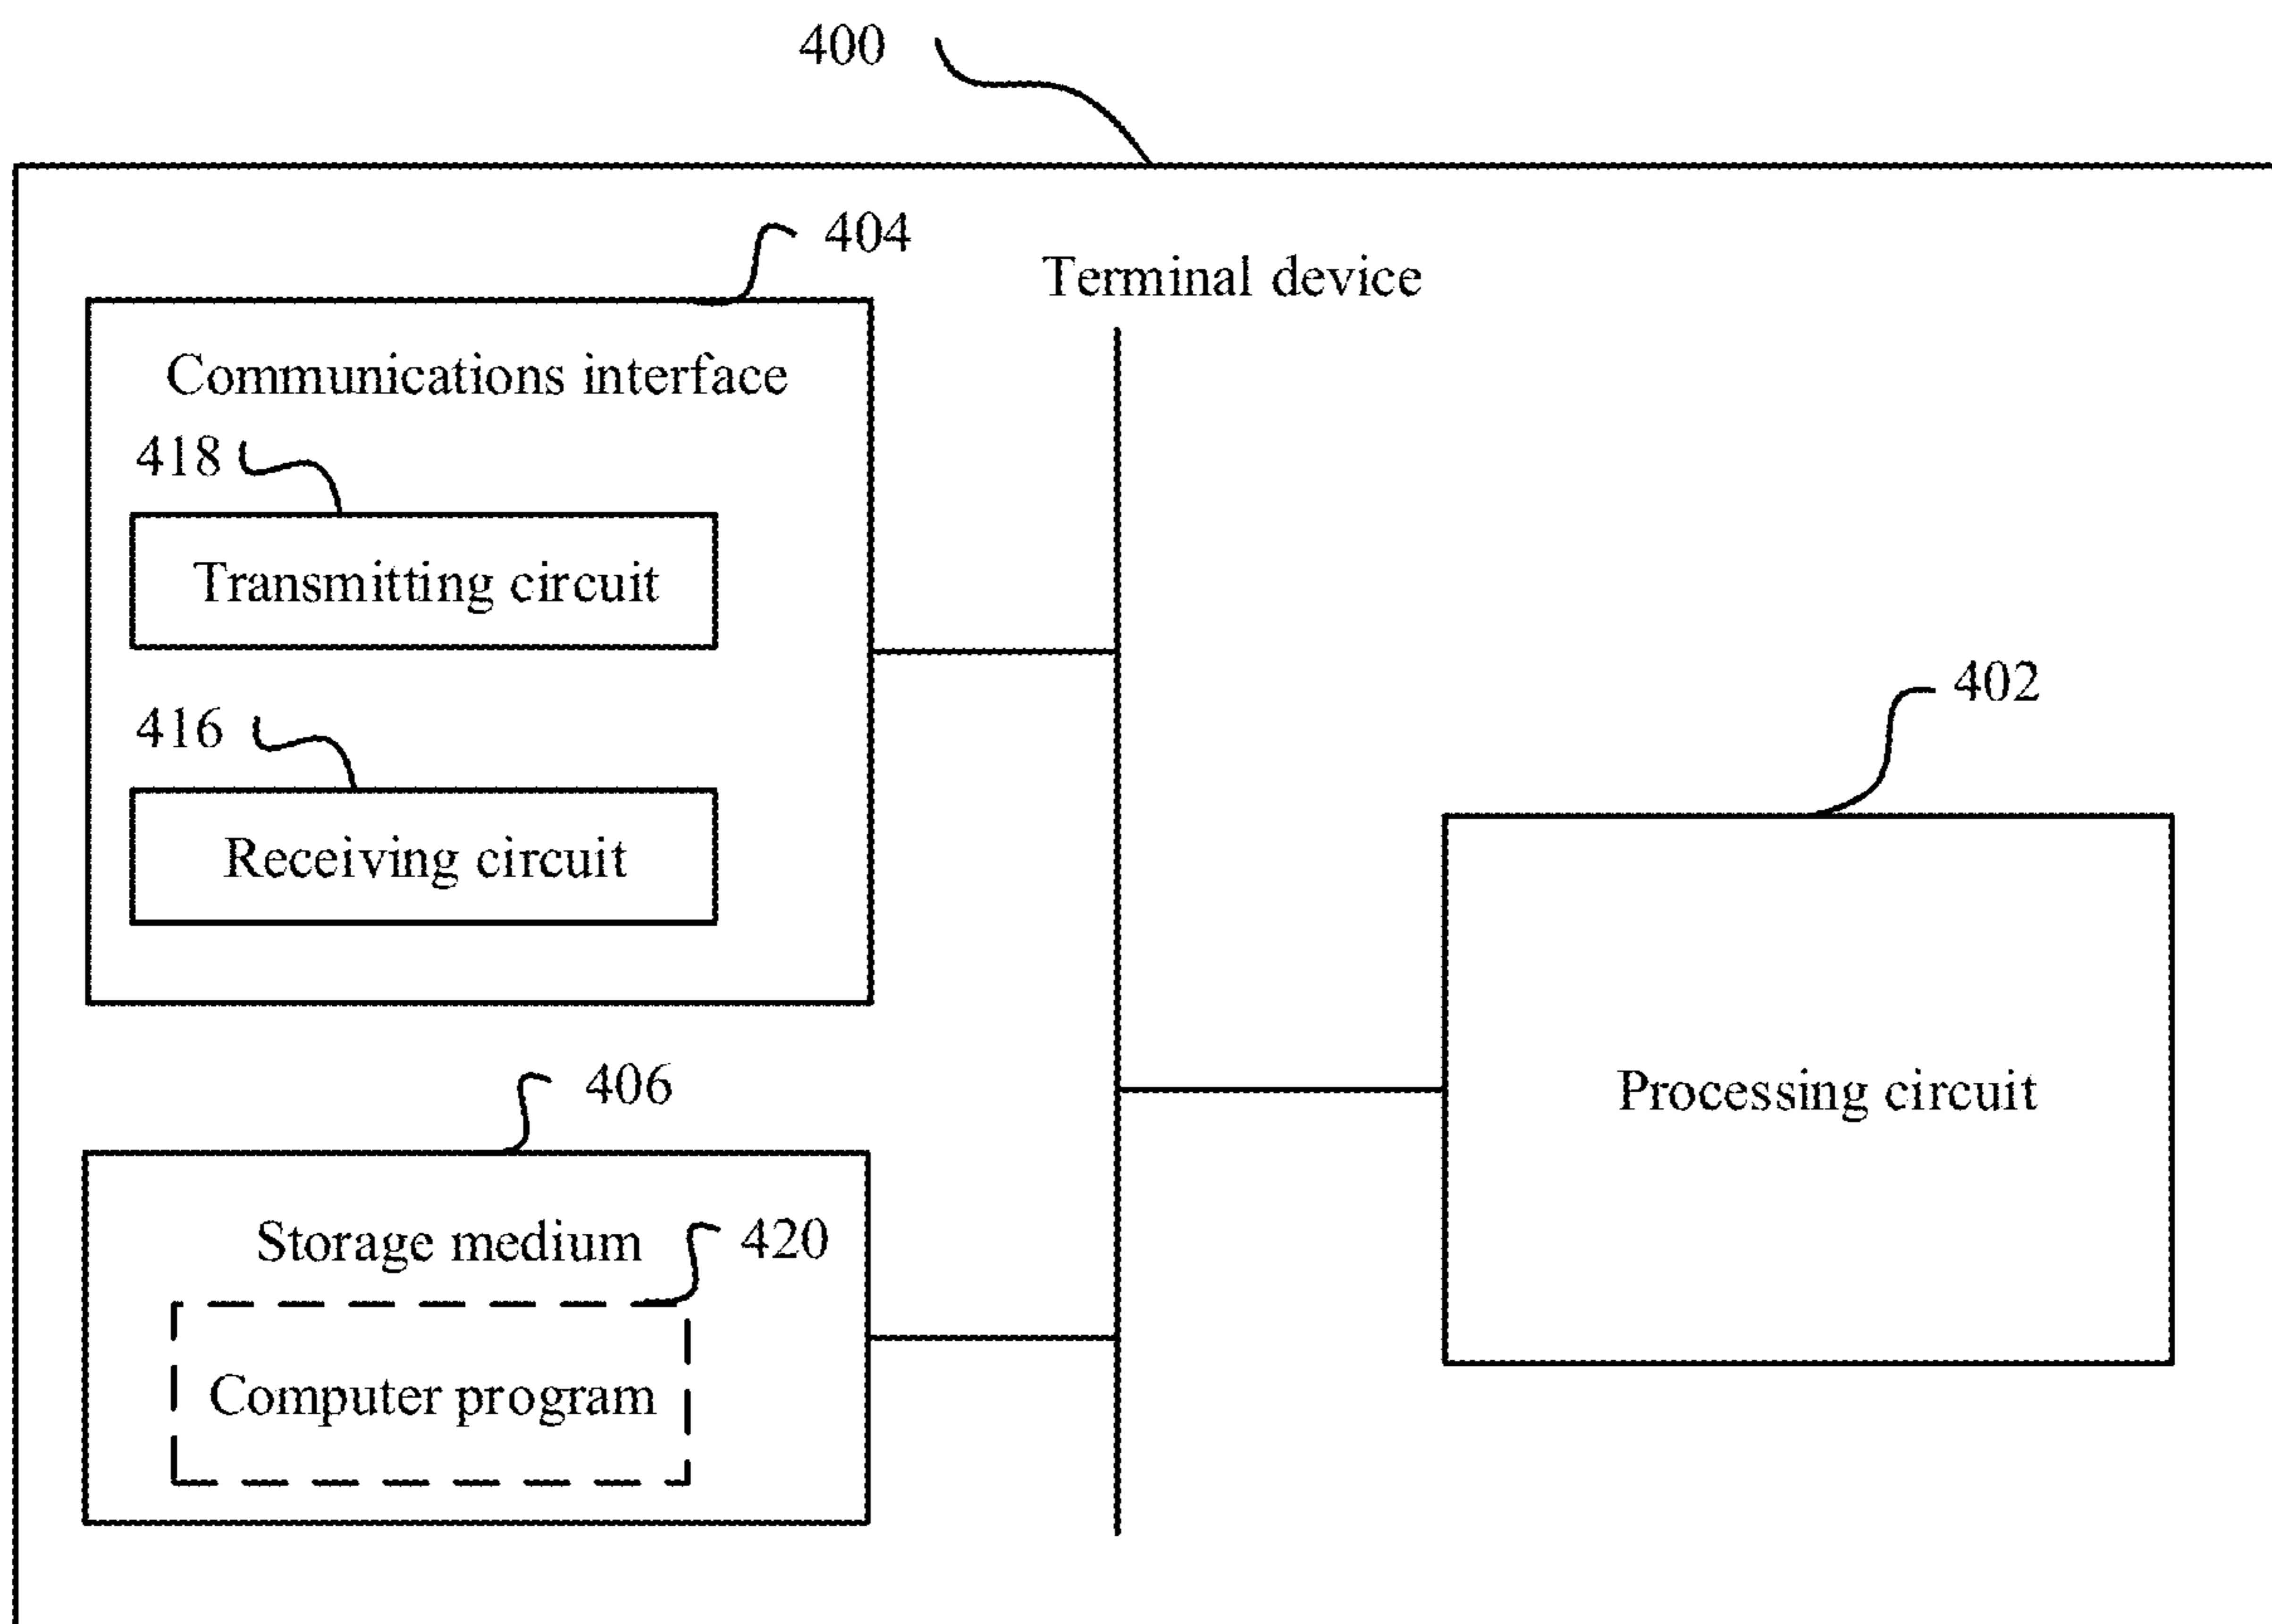 400
404
Terminal device
Communications interface
418
Transmitting circuit
416
Receiving circuit
402
Processing circuit
406
Storage medium
420
Computer program